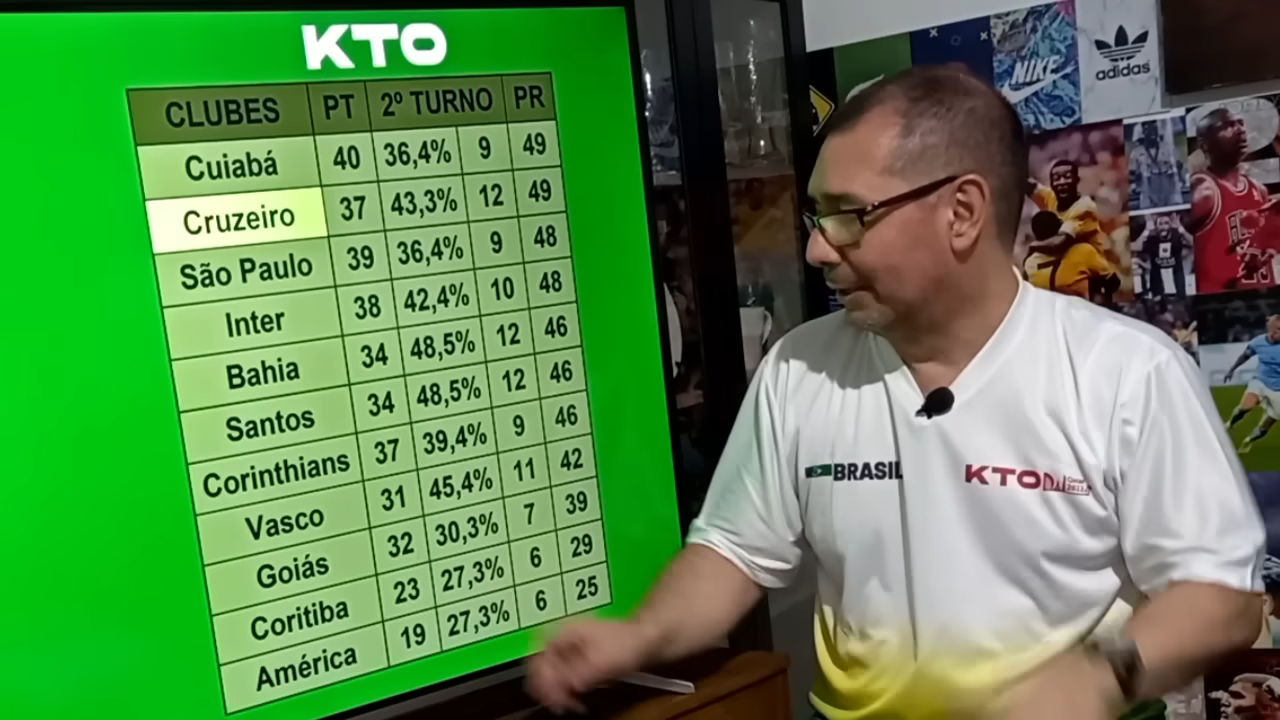 KTO
CLUBES PT 2º TURNO PR
Cuiabá 40 36,4% 9 49
Cruzeiro 37 43,3% 12 49
São Paulo 39 36,4% 9 48
Inter 38 42,4% 10 48
Bahia 34 48,5% 12 46
Santos 34 48,5% 12 46
Corinthians 37 39,4% 9 46
Vasco 31 45,4% 11 42
Goiás 32 30,3% 7 39
Coritiba 23 27,3% 6 29
América 19 27,3% 6 25
NIKE
adidas
BRASIL
KTO